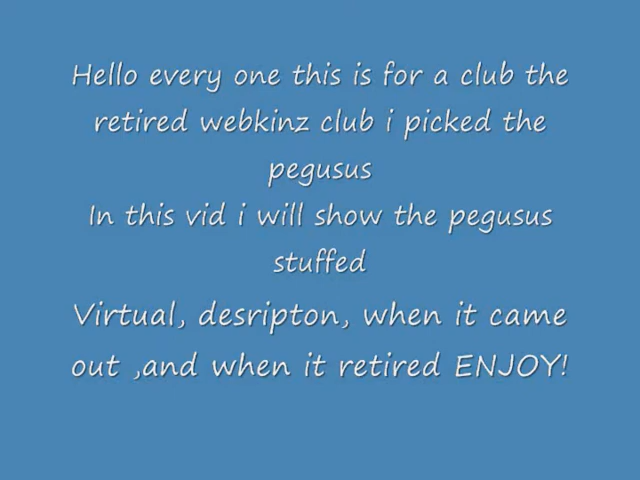 Hello every one this is for a club the
retired webkinz club i picked the
pegusus
In this vid i will show the pegusus
stuffed
Virtual, desripton, when it came
out ,and when it retired ENJOY!